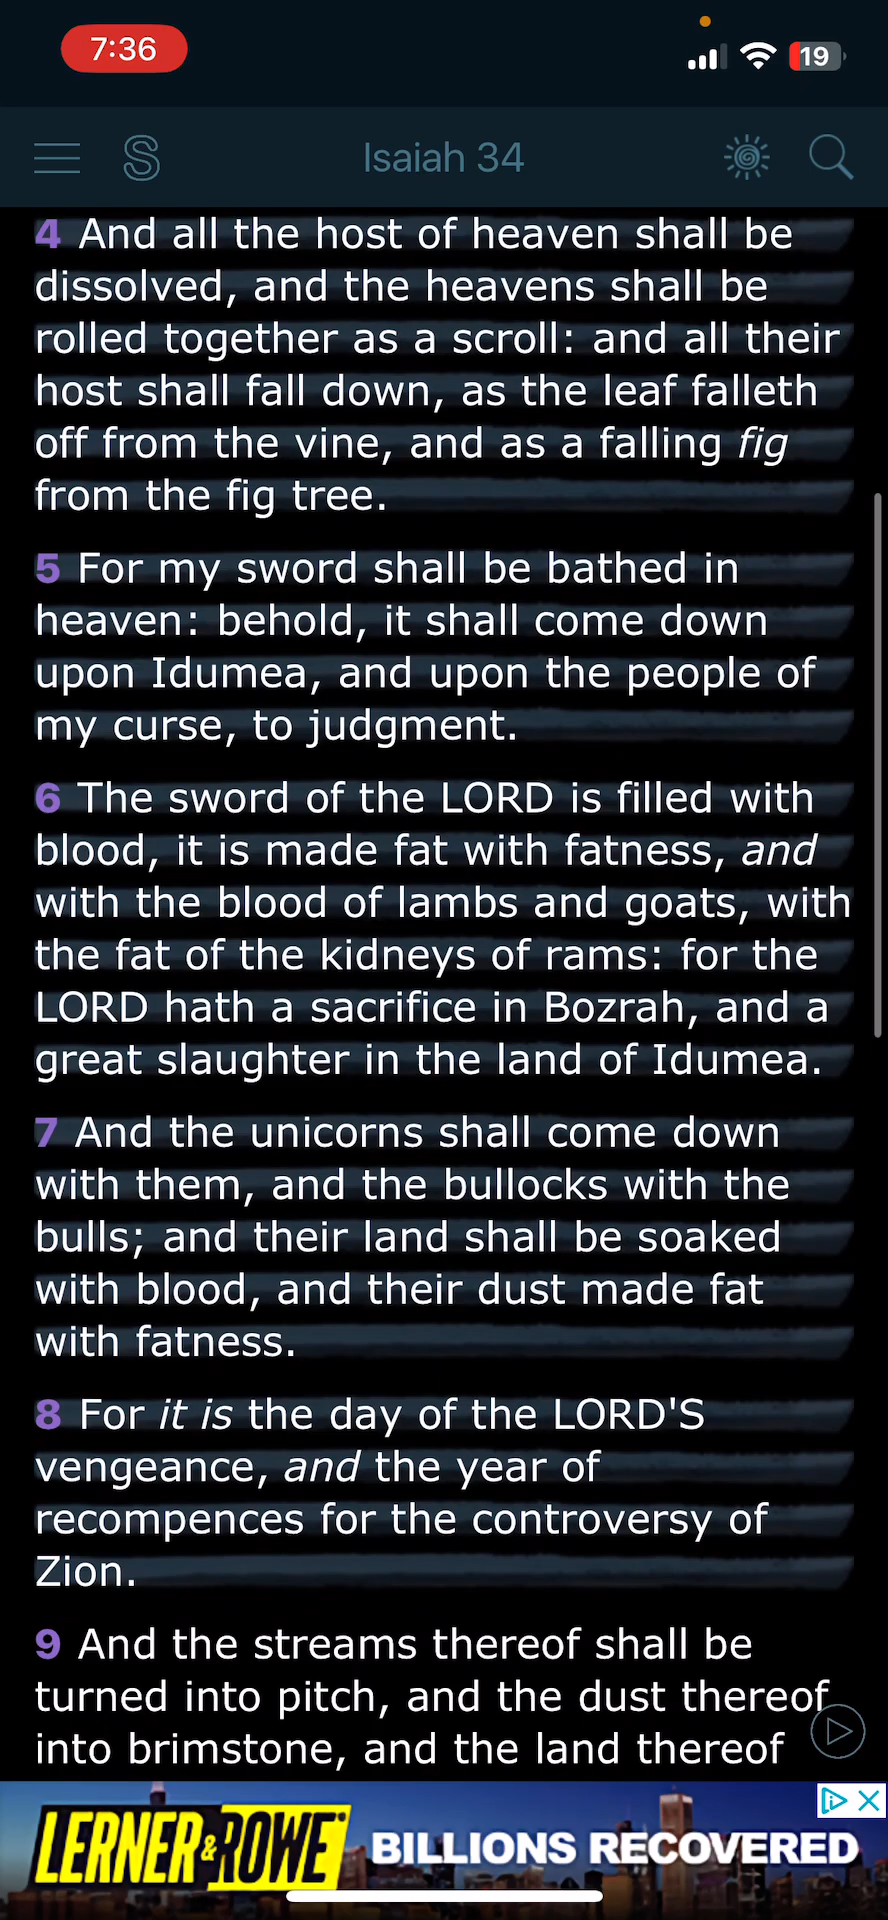 7:36
19
S
Isaiah 34
4 And all the host of heaven shall be
dissolved, and the heavens shall be
rolled together as a scroll: and all their
host shall fall down, as the leaf falleth
off from the vine, and as a falling fig
from the fig tree.
5 For my sword shall be bathed in
heaven: behold, it shall come down
upon Idumea, and upon the people of
my curse, to judgment.
6 The sword of the LORD is filled with
blood, it is made fat with fatness, and
with the blood of lambs and goats, with
the fat of the kidneys of rams: for the
LORD hath a sacrifice in Bozrah, and a
great slaughter in the land of Idumea.
7 And the unicorns shall come down
with them, and the bullocks with the
bulls; and their land shall be soaked
with blood, and their dust made fat
with fatness.
8 For it is the day of the LORD'S
vengeance, and the year of
recompences for the controversy of
Zion.
9 And the streams thereof shall be
turned into pitch, and the dust thereof
into brimstone, and the land thereof
LERNER & ROWE BILLIONS RECOVERED